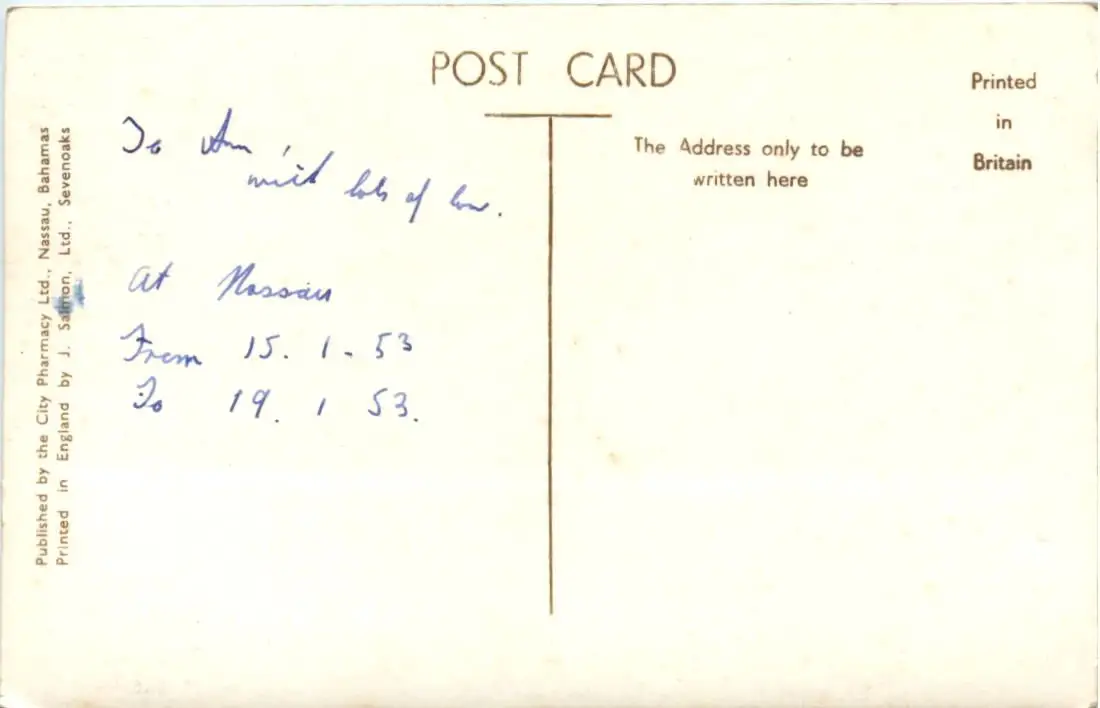 POST CARD
Printed
in
Britain
The Address only to be
written here
Published by the City Pharmacy Ltd., Nassau, Bahamas
Printed in England by J. Salmon, Ltd., Sevenoaks
To Ann,
with lots of love.
At Nassau
From 15. 1 - 53
To 19. 1 53.